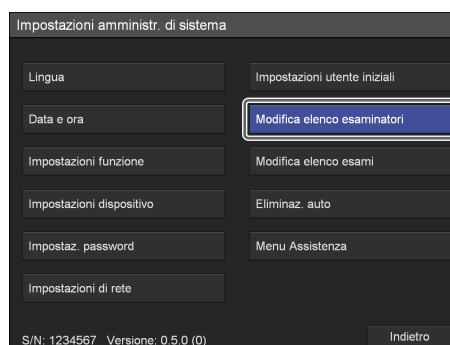 Impostazioni amministr. di sistema
Lingua
Impostazioni utente iniziali
Data e ora
Modifica elenco esaminatori
Impostazioni funzione
Modifica elenco esami
Impostazioni dispositivo
Eliminaz. auto
Impostaz. password
Menu Assistenza
Impostazioni di rete
S/N: 1234567 Versione: 0.5.0 (0)
Indietro